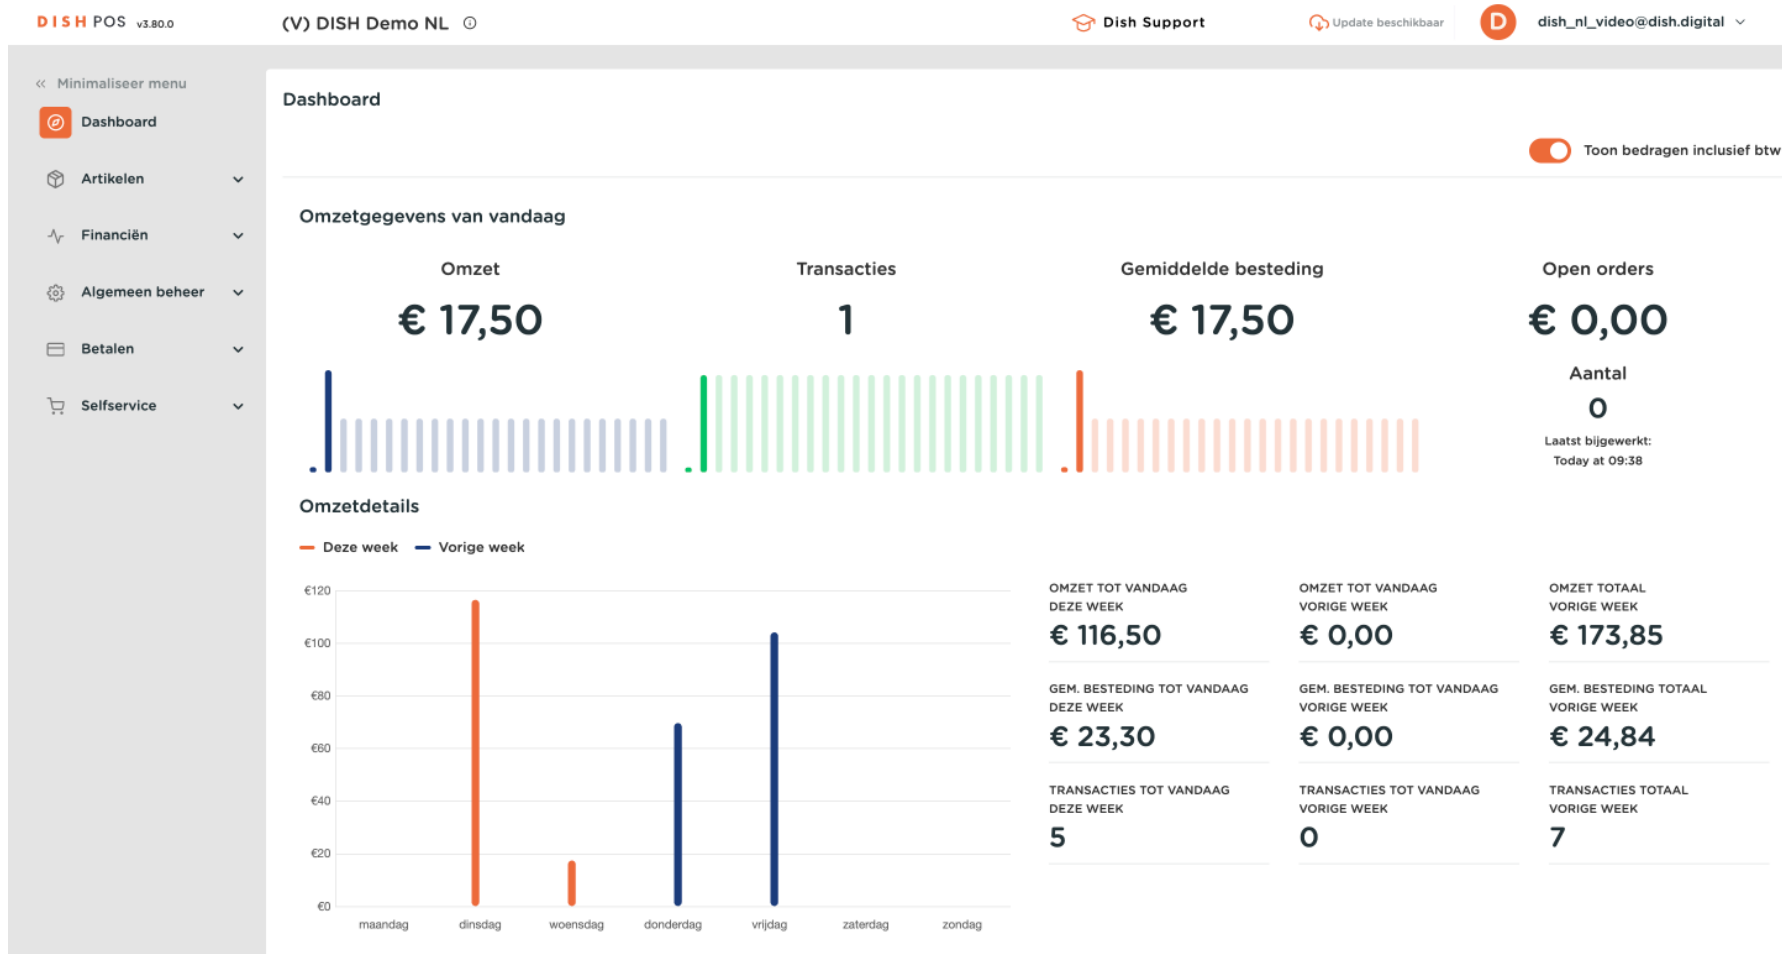 DISH POS v3.80.0
(V) DISH Demo NL
Dish Support
Update beschikbaar
D
dish_nl_video@dish.digital
Minimaliseer menu
Dashboard
Artikelen
Financiën
Algemeen beheer
Betalen
Selfservice
Dashboard
Toon bedragen inclusief btw
Omzetgegevens van vandaag
Omzet
€ 17,50
Transacties
1
Gemiddelde besteding
€ 17,50
Open orders
€ 0,00
Aantal
0
Laatst bijgewerkt:
Today at 09:38
Omzetdetails
Deze week
Vorige week
€120
€100
€80
€60
€40
€20
€0
maandag
dinsdag
woensdag
donderdag
vrijdag
zaterdag
zondag
OMZET TOT VANDAAG
DEZE WEEK
€ 116,50
OMZET TOT VANDAAG
VORIGE WEEK
€ 0,00
OMZET TOTAAL
VORIGE WEEK
€ 173,85
GEM. BESTEDING TOT VANDAAG
DEZE WEEK
€ 23,30
GEM. BESTEDING TOT VANDAAG
VORIGE WEEK
€ 0,00
GEM. BESTEDING TOTAAL
VORIGE WEEK
€ 24,84
TRANSACTIES TOT VANDAAG
DEZE WEEK
5
TRANSACTIES TOT VANDAAG
VORIGE WEEK
0
TRANSACTIES TOTAAL
VORIGE WEEK
7